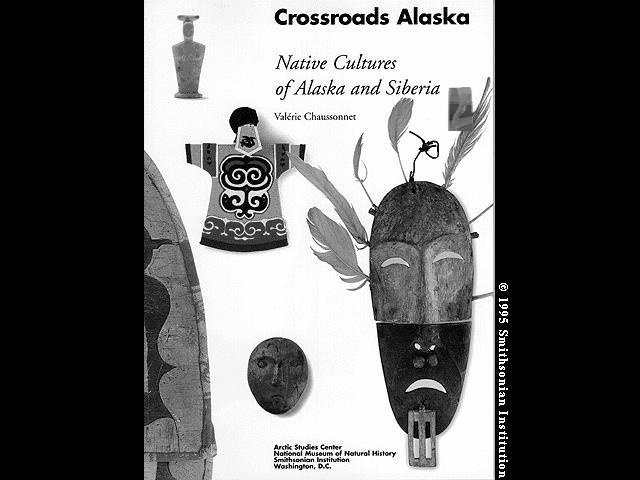 Crossroads Alaska
Native Cultures
of Alaska and Siberia
Valérie Chaussonnet
Arctic Studies Center
National Museum of Natural History
Smithsonian Institution
Washington, D.C.
© 1995 Smithsonian Institution